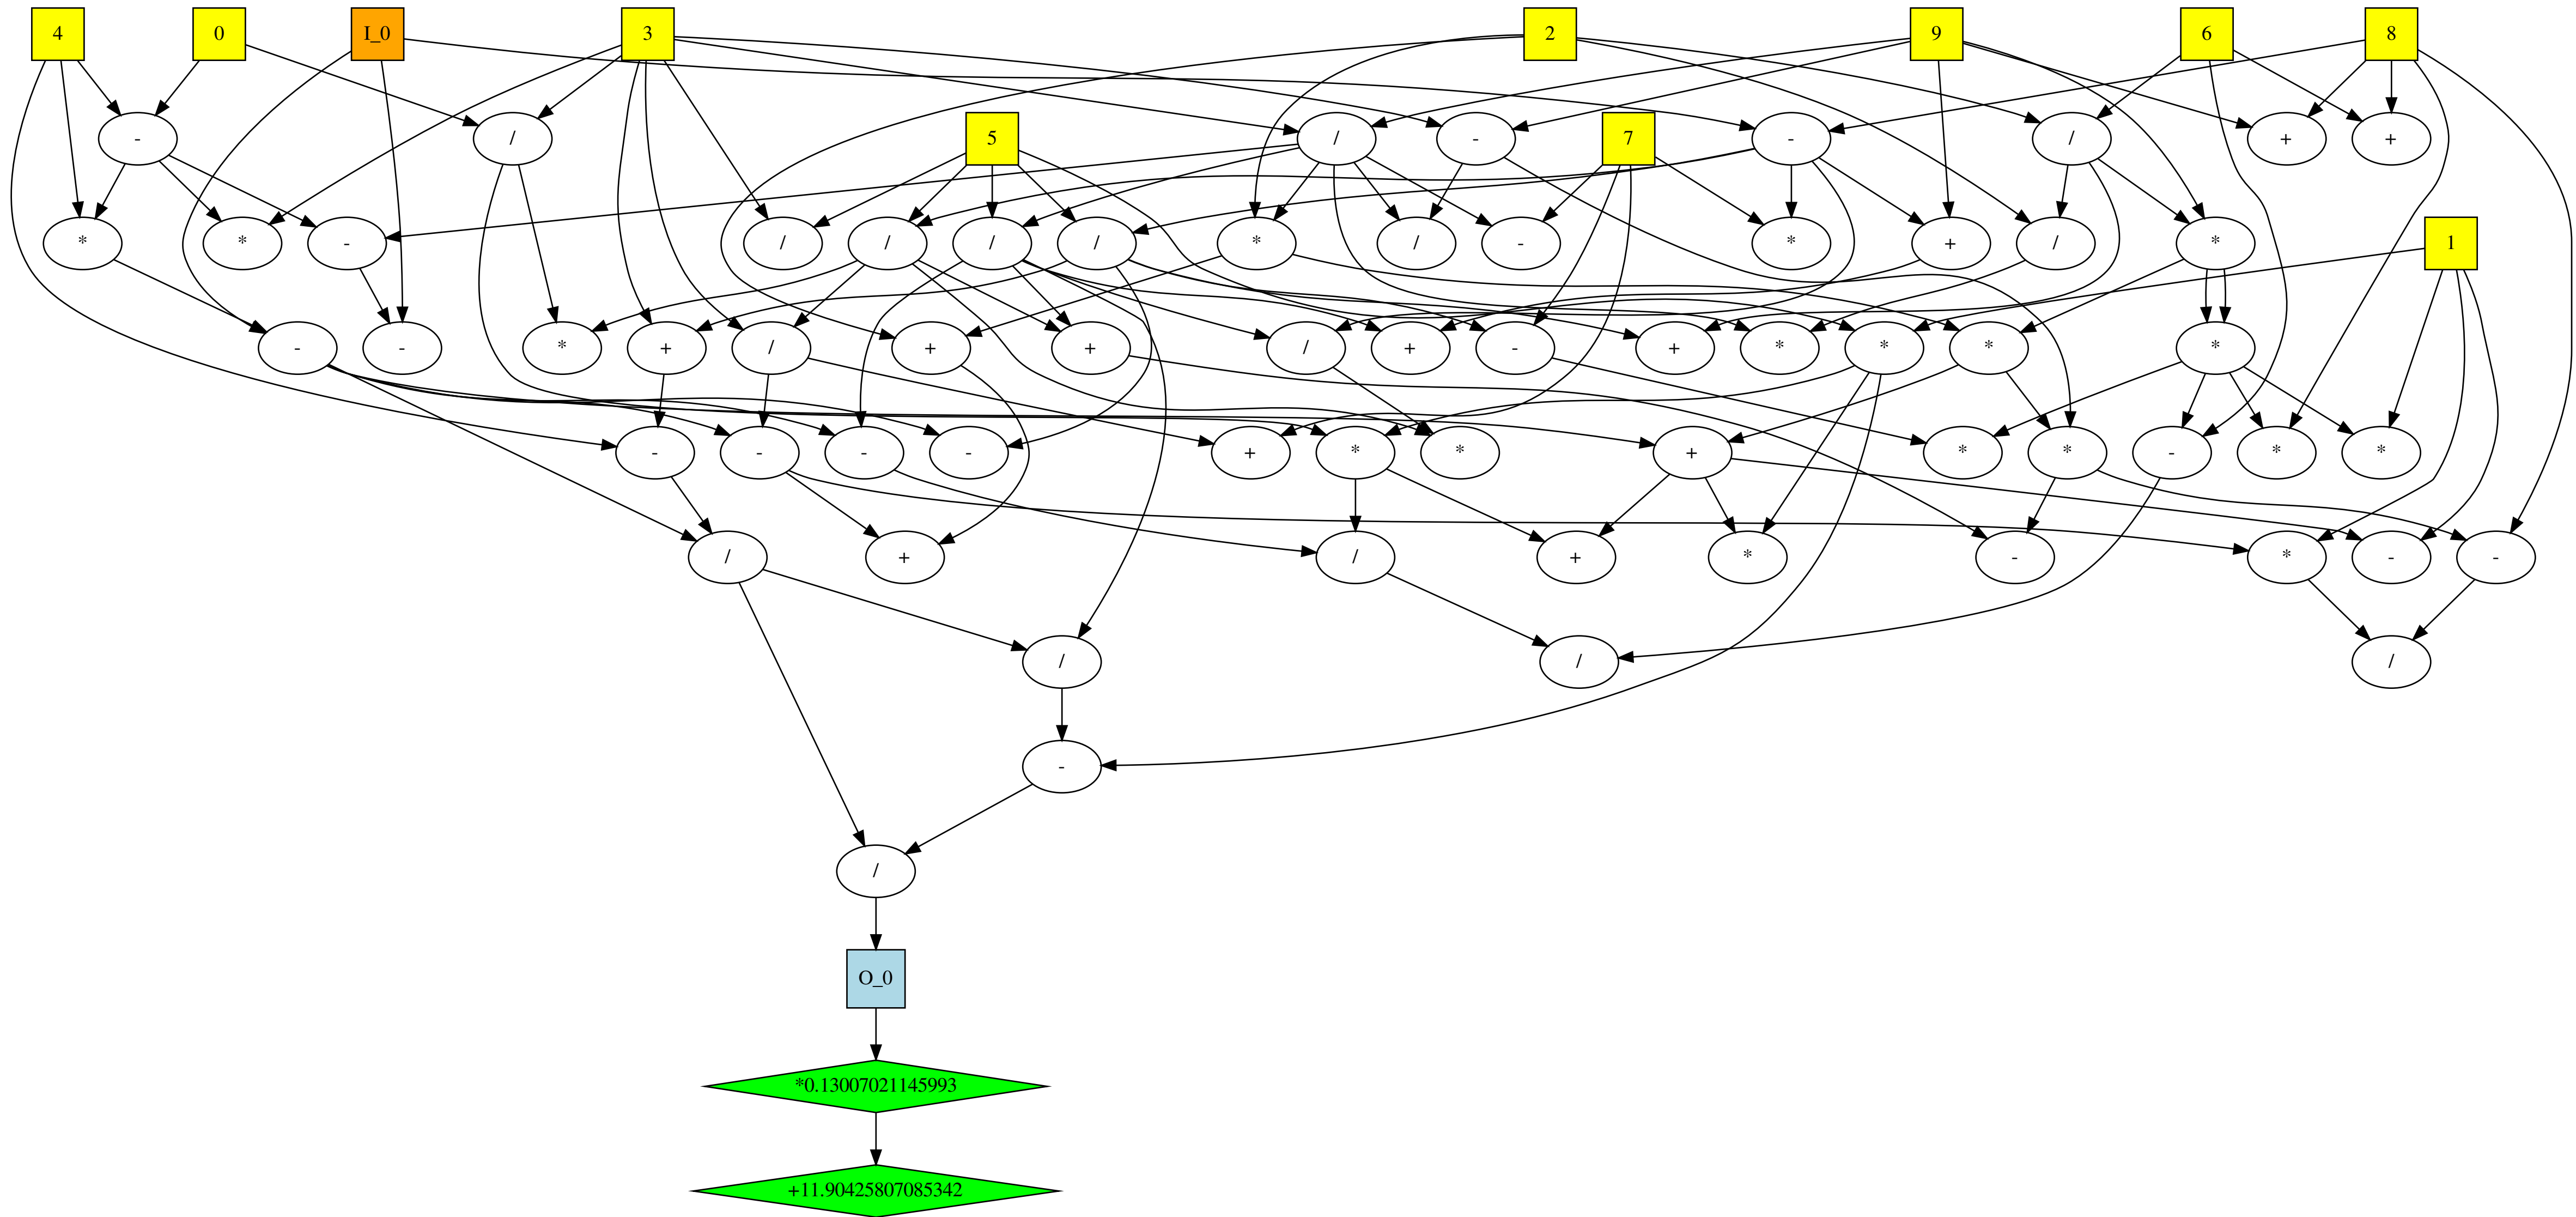 4 0 I_0 3 2 9 6 8
- / 5 / - 7 - / + +
* * - / / / / * / - * + / * 1
- - * + / + + / + - + * * * *
- - - - + * * + * * - * *
/ + / + * - * - -
/ / /
-
/
O_0
*0.13007021145993
+11.90425807085342